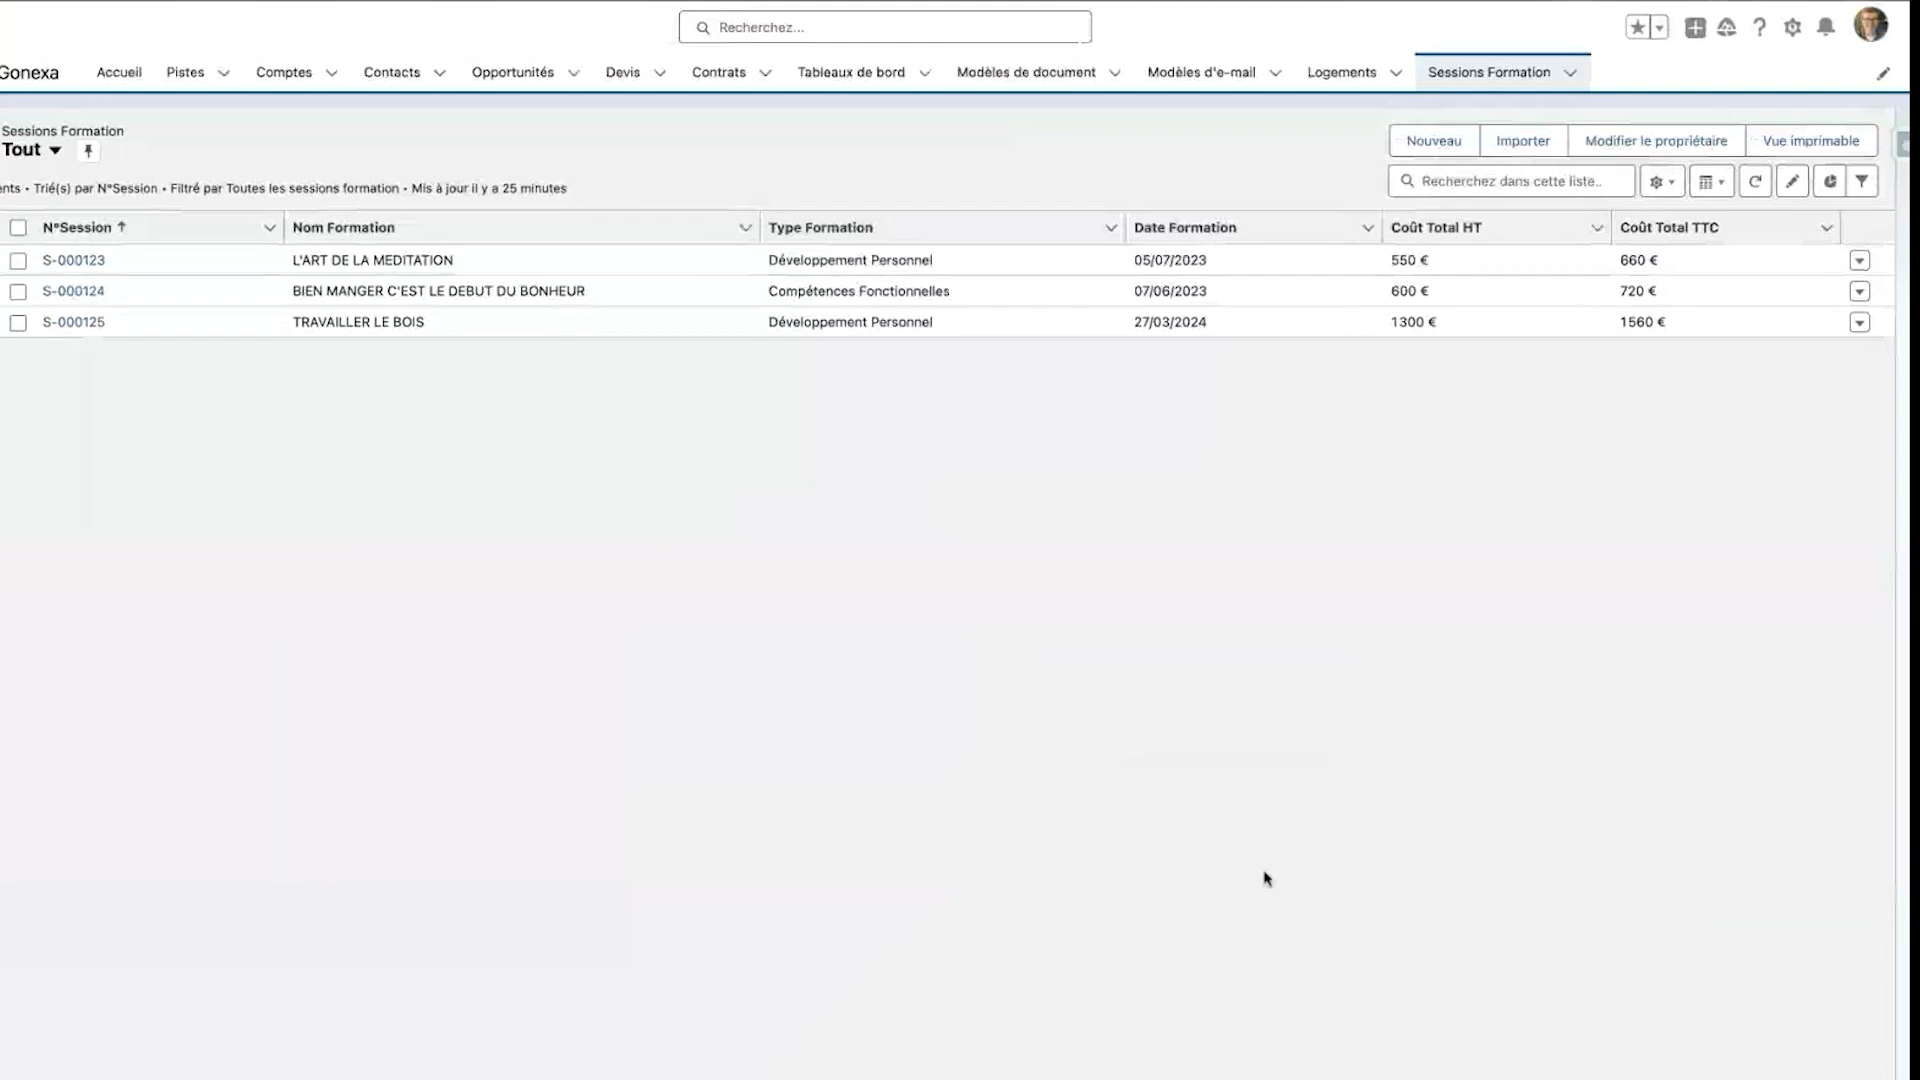 Recherchez...
Gonexa Accueil Pistes Comptes Contacts Opportunités Devis Contrats Tableaux de bord Modèles de document Modèles d'e-mail Logements Sessions Formation
Sessions Formation
Tout
Nouveau Importer Modifier le propriétaire Vue imprimable
• Trié(s) par N°Session • Filtré par Toutes les sessions formation • Mis à jour il y a 25 minutes
Recherchez dans cette liste..
N°Session ↑ Nom Formation Type Formation Date Formation Coût Total HT Coût Total TTC
S-000123 L'ART DE LA MEDITATION Développement Personnel 05/07/2023 550 € 660 €
S-000124 BIEN MANGER C'EST LE DEBUT DU BONHEUR Compétences Fonctionnelles 07/06/2023 600 € 720 €
S-000125 TRAVAILLER LE BOIS Développement Personnel 27/03/2024 1300 € 1560 €